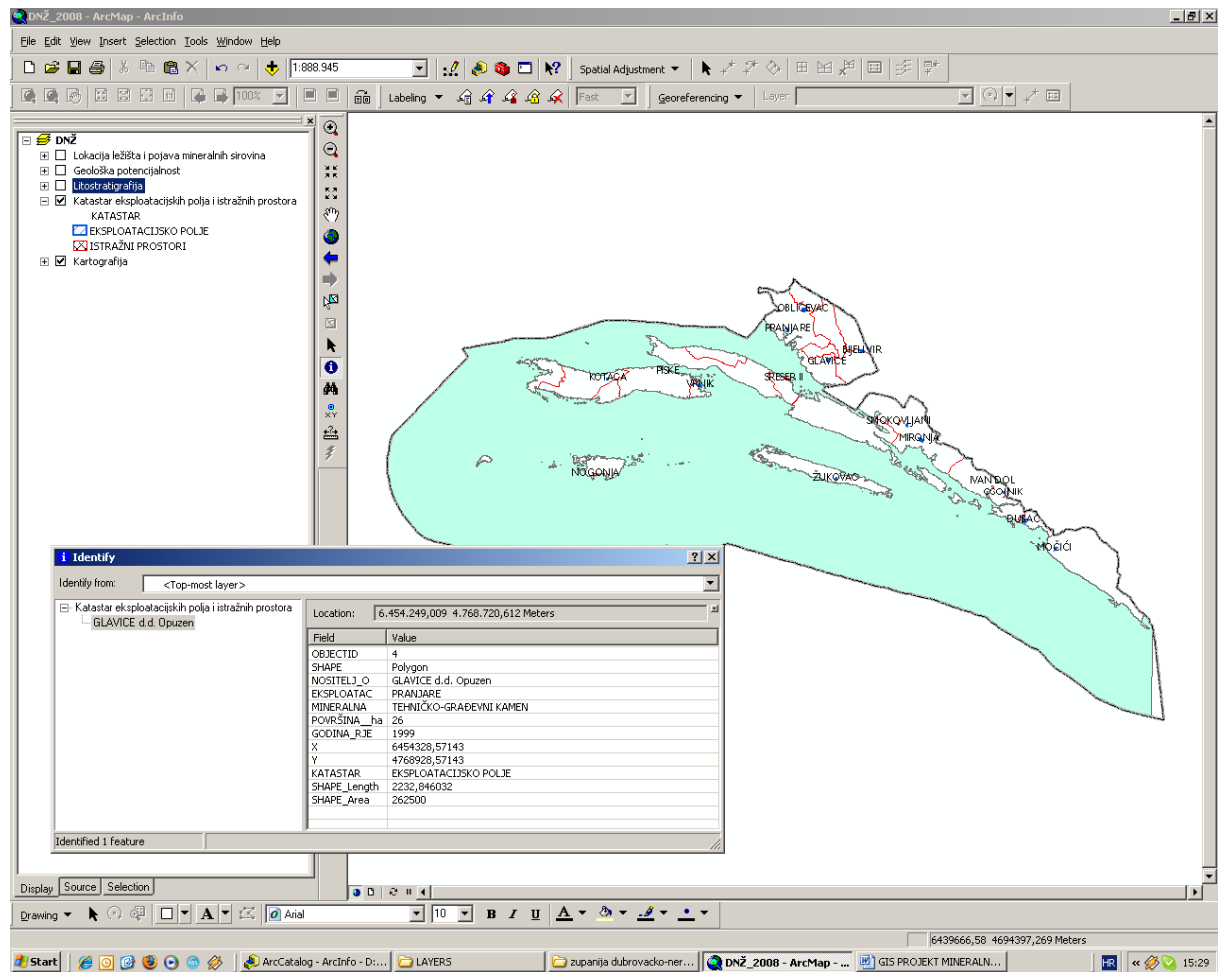 DNŽ_2008 - ArcMap - ArcInfo
File Edit View Insert Selection Tools Window Help
1:888.945
Spatial Adjustment
100%
Labeling
Fast
Georeferencing
Layer:
DNŽ
Lokacija ležišta i pojava mineralnih sirovina
Geološka potencijalnost
Litostratigrafija
Katastar eksploatacijskih polja i istražnih prostora
KATASTAR
EKSPLOATACIJSKO POLJE
ISTRAŽNI PROSTORI
Kartografija
OBLIĆEVAC
PRANJARE
BJELI VIR
GLAVICE
PISKE
KOTAČA
VRNIK
SRESER II
SMOKOVLJANI
MIRONJA
NOGONJA
ŽUKOVAC
IVAN DOL
OSOJNIK
DUBAC
MOČIĆI
Identify
Identify from: <Top-most layer>
Katastar eksploatacijskih polja i istražnih prostora
GLAVICE d.d. Opuzen
Location: 6.454.249,009 4.768.720,612 Meters
Field Value
OBJECTID 4
SHAPE Polygon
NOSITELJ_O GLAVICE d.d. Opuzen
EKSPLOATAC PRANJARE
MINERALNA TEHNIČKO-GRAĐEVNI KAMEN
POVRŠINA__ha 26
GODINA_RJE 1999
X 6454328,57143
Y 4768928,57143
KATASTAR EKSPLOATACIJSKO POLJE
SHAPE_Length 2232,846032
SHAPE_Area 262500
Identified 1 feature
Display Source Selection
Drawing
A
Arial
10
B I U A
6439666,58 4694397,269 Meters
Start
ArcCatalog - ArcInfo - D:...
LAYERS
zupanija dubrovacko-ner...
DNŽ_2008 - ArcMap - ...
GIS PROJEKT MINERALN...
HR
15:29